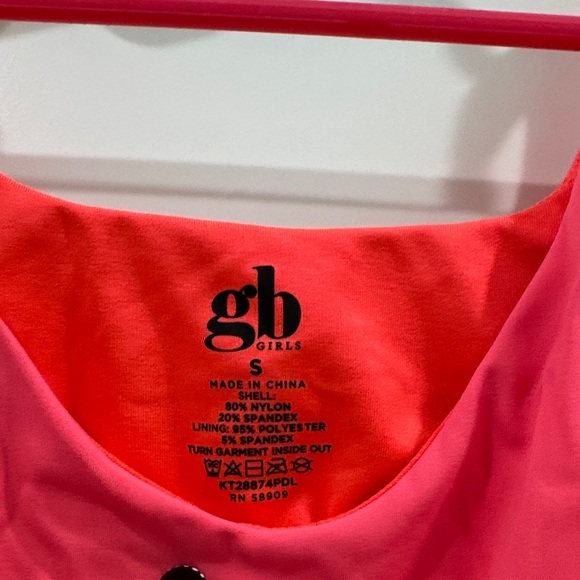 gb
GIRLS
S
MADE IN CHINA
SHELL:
80% NYLON
20% SPANDEX
LINING: 95% POLYESTER
5% SPANDEX
TURN GARMENT INSIDE OUT
KT28874PDL
RN 58909